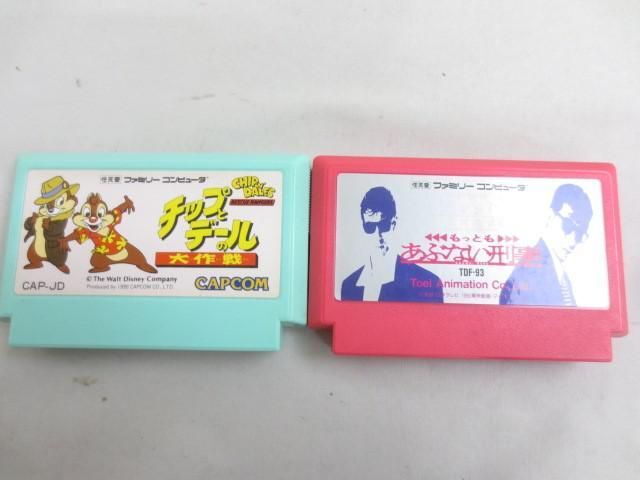 任天堂 ファミリーコンピュータ
CHIP 'N DALE'S
RESCUE RANGERS
チップと
デールの
大作戦
© The Walt Disney Company
Produced by 1990 CAPCOM CO., LTD.
CAP-JD
CAPCOM
任天堂 ファミリーコンピュータ
もっとも
あぶない刑事
TDF-93
Toei Animation Co.,